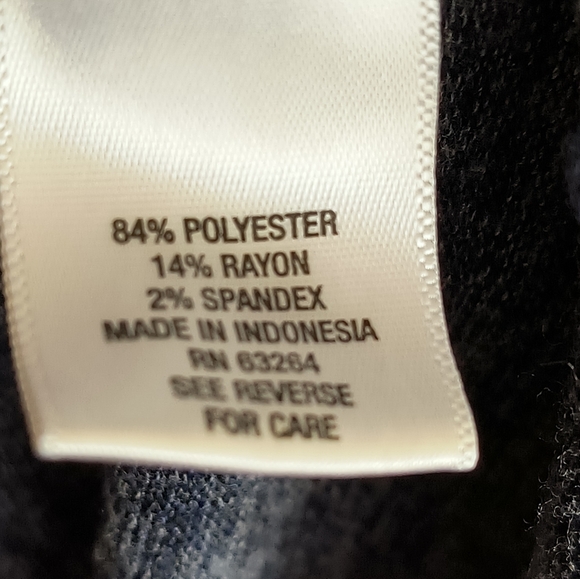 84% POLYESTER
14% RAYON
2% SPANDEX
MADE IN INDONESIA
RN 63264
SEE REVERSE
FOR CARE